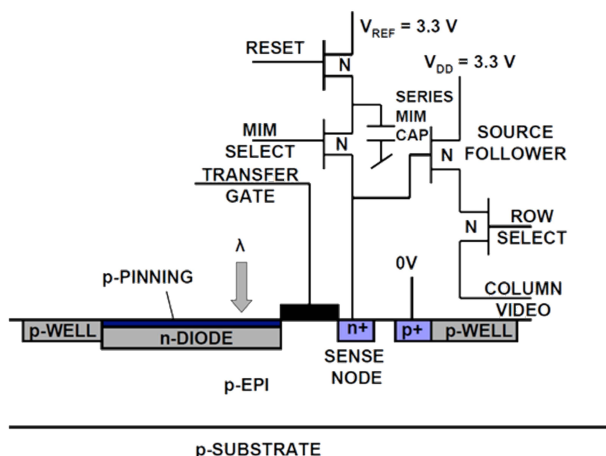 V_REF = 3.3 V
RESET
N
V_DD = 3.3 V
SERIES
MIM
CAP
MIM
SELECT
N
SOURCE
FOLLOWER
N
TRANSFER
GATE
N
ROW
SELECT
λ
0V
p-PINNING
COLUMN
VIDEO
p-WELL
n-DIODE
n+
p+
p-WELL
SENSE
NODE
p-EPI
p-SUBSTRATE